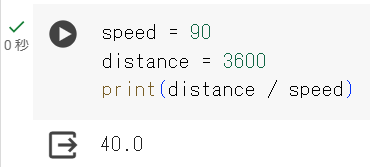 speed = 90
0 秒
distance = 3600
print(distance / speed)
40.0